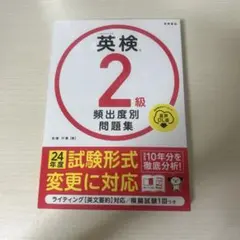 英検®
2級
頻出度別
問題集
24年度
試験形式
変更に対応
過去10年分を
徹底分析!
ライティング【英文要約】対応/模擬試験1回つき